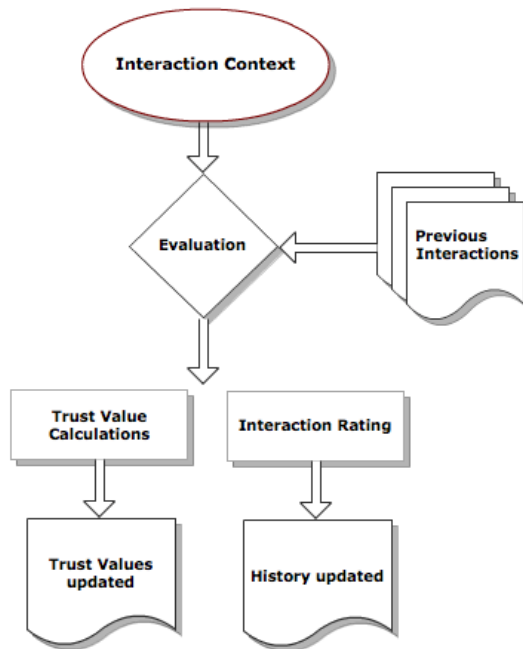 Interaction Context
Evaluation
Previous
Interactions
Trust Value
Calculations
Interaction Rating
Trust Values
updated
History updated